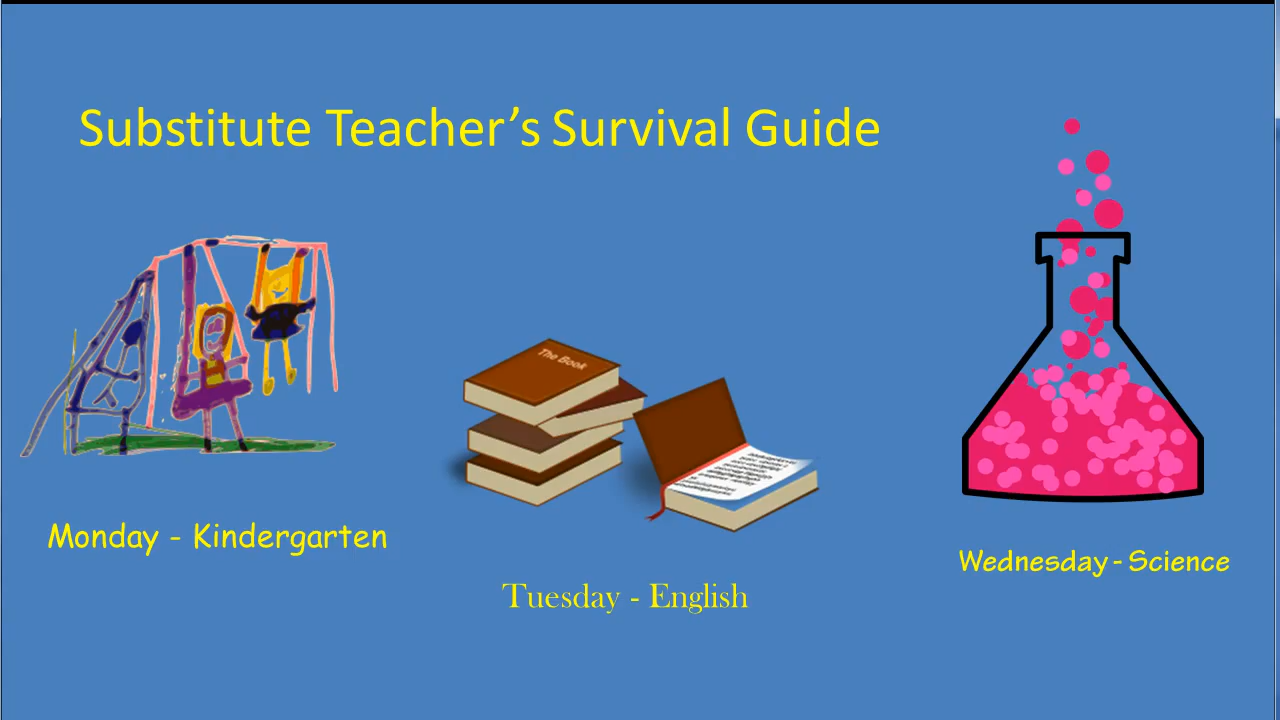 Substitute Teacher’s Survival Guide
The Book
Monday - Kindergarten
Tuesday - English
Wednesday - Science